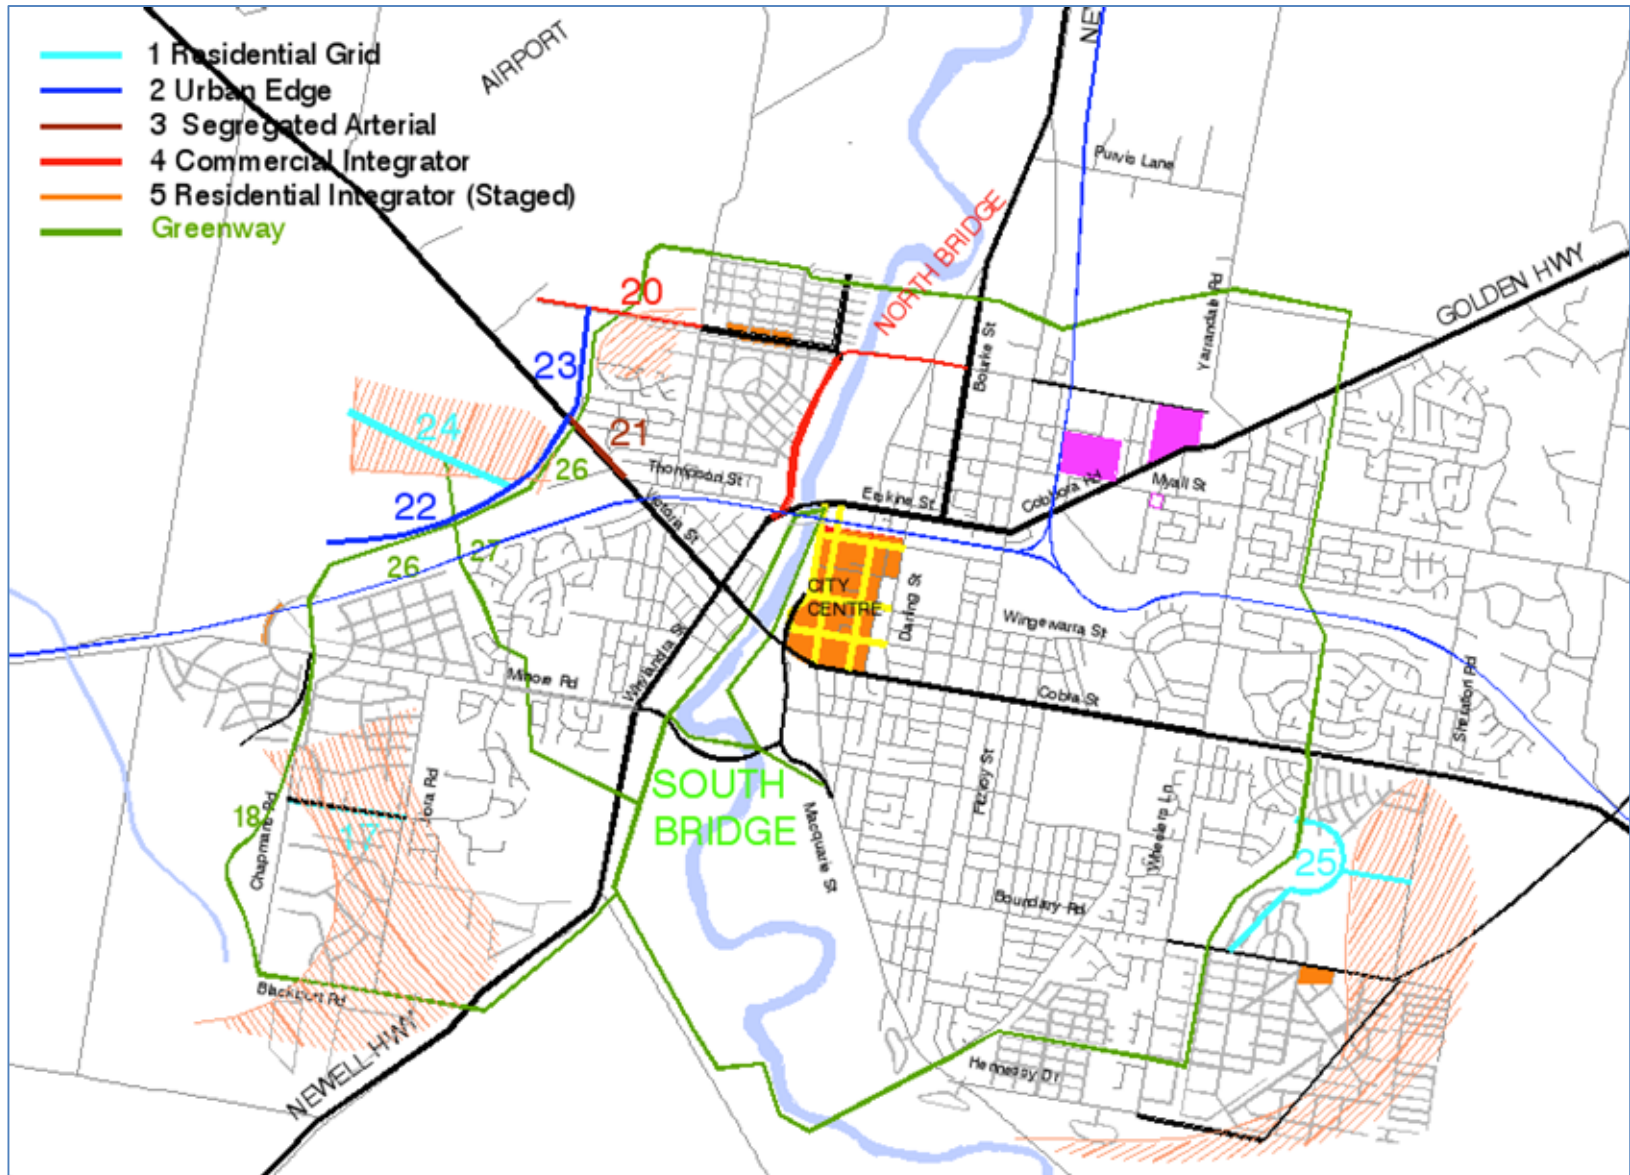 1 Residential Grid
2 Urban Edge
3 Segregated Arterial
4 Commercial Integrator
5 Residential Integrator (Staged)
Greenway
AIRPORT
NEW
Purvis Lane
NORTH BRIDGE
GOLDEN HWY
Yarrandale Rd
Bourke St
20
23
24
21
26
22
Thompson St
Victoria St
Erskine St
Cobbora Rd
Myall St
26
27
CITY
CENTRE
Darling St
Wingewarra St
Whylandra St
Minore Rd
Cobra St
Sheraton Rd
SOUTH
BRIDGE
Fitzroy St
Wheelers Ln
Macquarie St
18
Chapmans Rd
17
Joira Rd
25
Boundary Rd
Blackbutt Rd
NEWELL HWY
Hennessy Dr